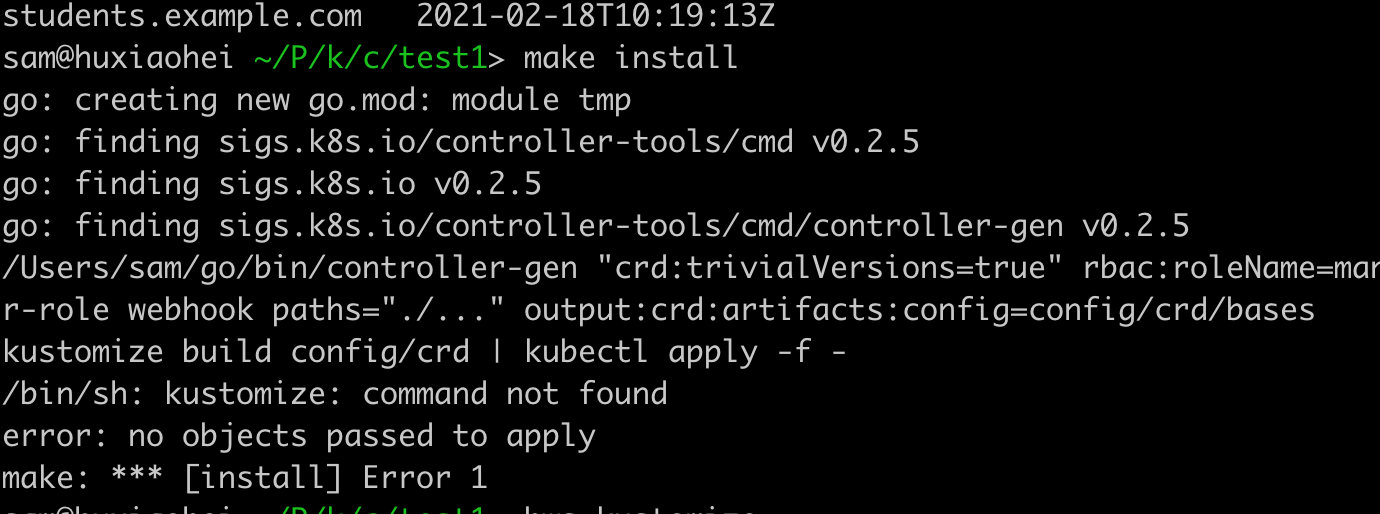 students.example.com   2021-02-18T10:19:13Z
sam@huxiaohei ~/P/k/c/test1> make install
go: creating new go.mod: module tmp
go: finding sigs.k8s.io/controller-tools/cmd v0.2.5
go: finding sigs.k8s.io v0.2.5
go: finding sigs.k8s.io/controller-tools/cmd/controller-gen v0.2.5
/Users/sam/go/bin/controller-gen "crd:trivialVersions=true" rbac:roleName=mar
r-role webhook paths="./..." output:crd:artifacts:config=config/crd/bases
kustomize build config/crd | kubectl apply -f -
/bin/sh: kustomize: command not found
error: no objects passed to apply
make: *** [install] Error 1
sam@huxiaohei ~/P/k/c/test1> kustomize